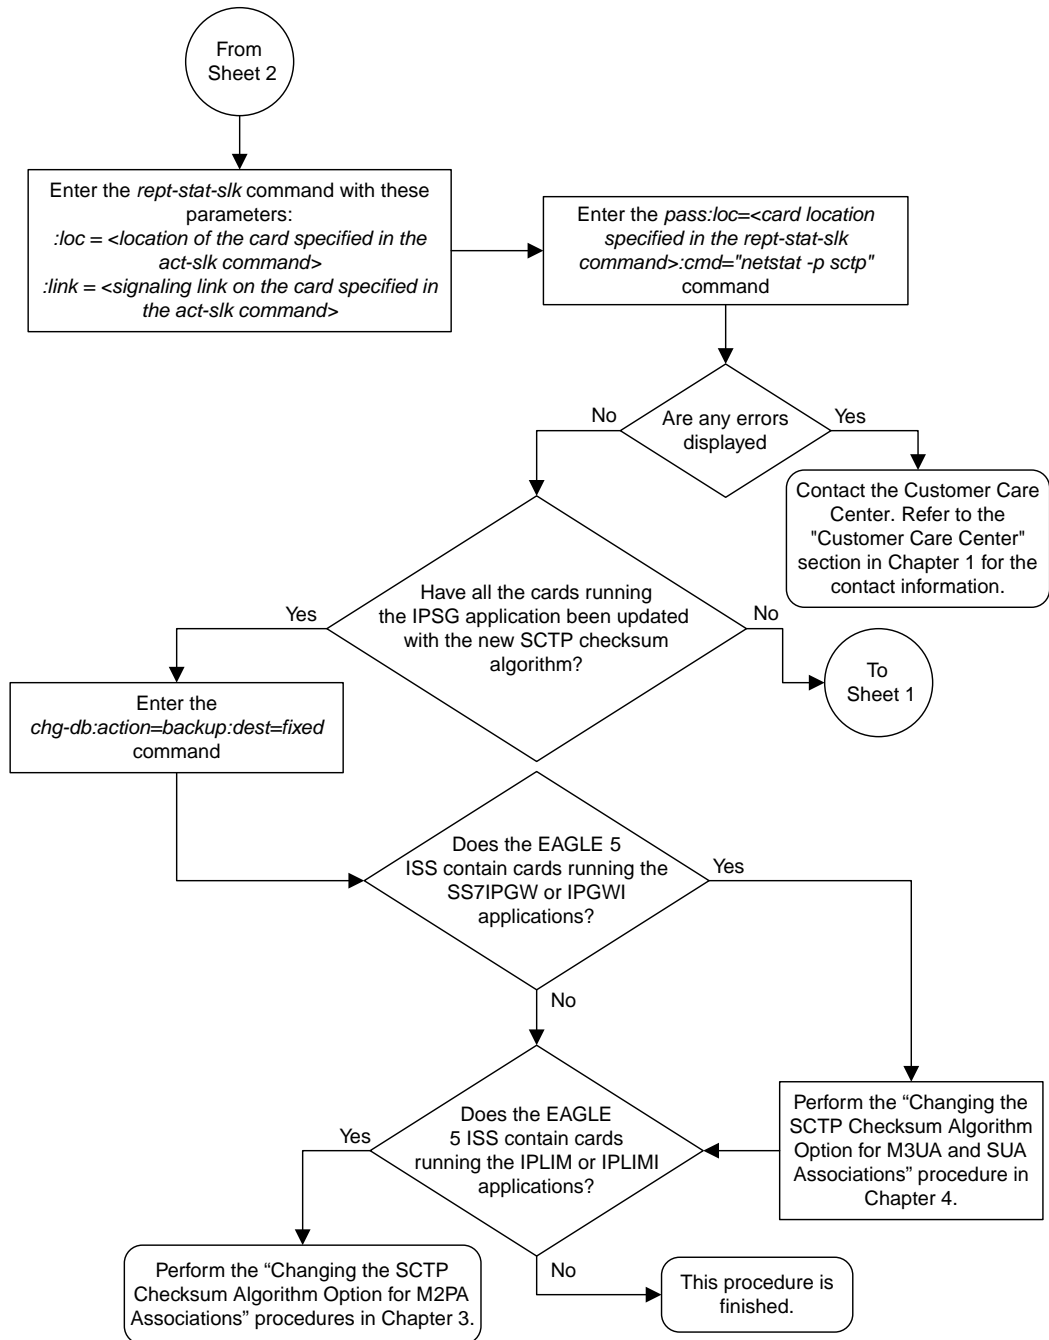 From
Sheet 2
Enter the rept-stat-slk command with these
parameters:
:loc = <location of the card specified in the
act-slk command>
:link = <signaling link on the card specified in
the act-slk command>
Enter the pass:loc=<card location
specified in the rept-stat-slk
command>:cmd="netstat -p sctp"
command
Are any errors
displayed
No
Yes
Contact the Customer Care
Center. Refer to the
"Customer Care Center"
section in Chapter 1 for the
contact information.
Have all the cards running
the IPSG application been updated
with the new SCTP checksum
algorithm?
Yes
No
To
Sheet 1
Enter the
chg-db:action=backup:dest=fixed
command
Does the EAGLE 5
ISS contain cards running the
SS7IPGW or IPGWI
applications?
Yes
No
Perform the “Changing the
SCTP Checksum Algorithm
Option for M3UA and SUA
Associations” procedure in
Chapter 4.
Does the EAGLE
5 ISS contain cards
running the IPLIM or IPLIMI
applications?
Yes
No
Perform the “Changing the SCTP
Checksum Algorithm Option for M2PA
Associations” procedures in Chapter 3.
This procedure is
finished.